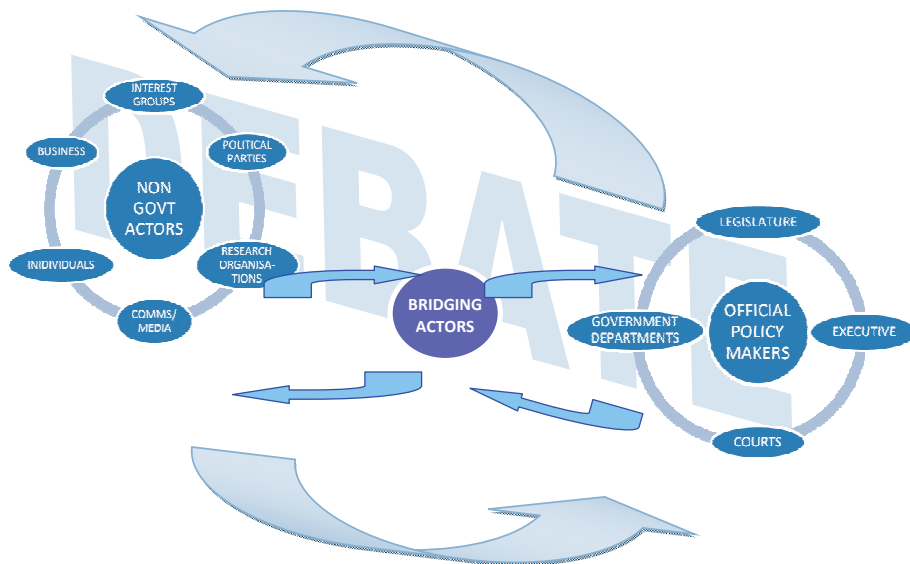 DEBATE
INTEREST
GROUPS
BUSINESS
POLITICAL
PARTIES
NON
GOVT
ACTORS
INIDIVIDUALS
RESEARCH
ORGANISA-
TIONS
COMMS/
MEDIA
BRIDGING
ACTORS
LEGISLATURE
GOVERNMENT
DEPARTMENTS
OFFICIAL
POLICY
MAKERS
EXECUTIVE
COURTS